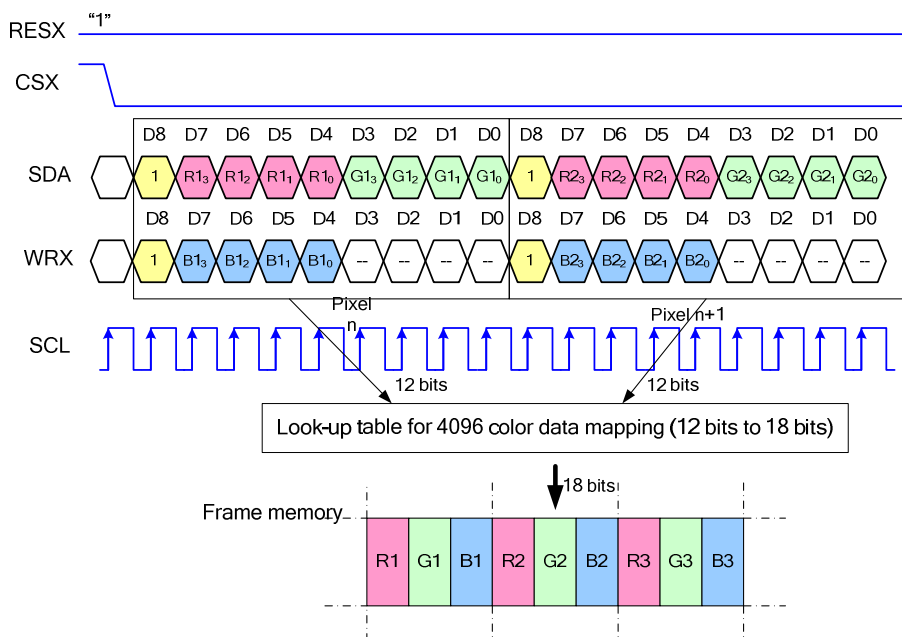 RESX “1”
CSX
D8 D7 D6 D5 D4 D3 D2 D1 D0 D8 D7 D6 D5 D4 D3 D2 D1 D0
SDA 1 R1₃ R1₂ R1₁ R1₀ G1₃ G1₂ G1₁ G1₀ 1 R2₃ R2₂ R2₁ R2₀ G2₃ G2₂ G2₁ G2₀
D8 D7 D6 D5 D4 D3 D2 D1 D0 D8 D7 D6 D5 D4 D3 D2 D1 D0
WRX 1 B1₃ B1₂ B1₁ B1₀ -- -- -- -- 1 B2₃ B2₂ B2₁ B2₀ -- -- -- --
Pixel
n
Pixel n+1
SCL
12 bits 12 bits
Look-up table for 4096 color data mapping (12 bits to 18 bits)
18 bits
Frame memory
R1 G1 B1 R2 G2 B2 R3 G3 B3